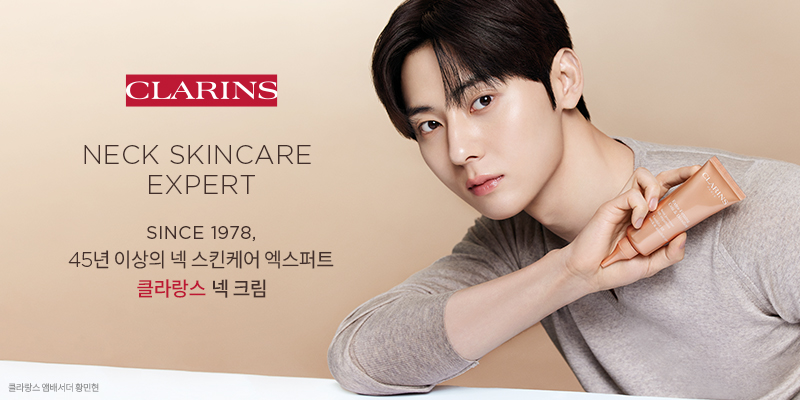 CLARINS
NECK SKINCARE
EXPERT
SINCE 1978,
45년 이상의 넥 스킨케어 엑스퍼트
클라랑스 넥 크림
CLARINS
클라랑스 앰배서더 황민현